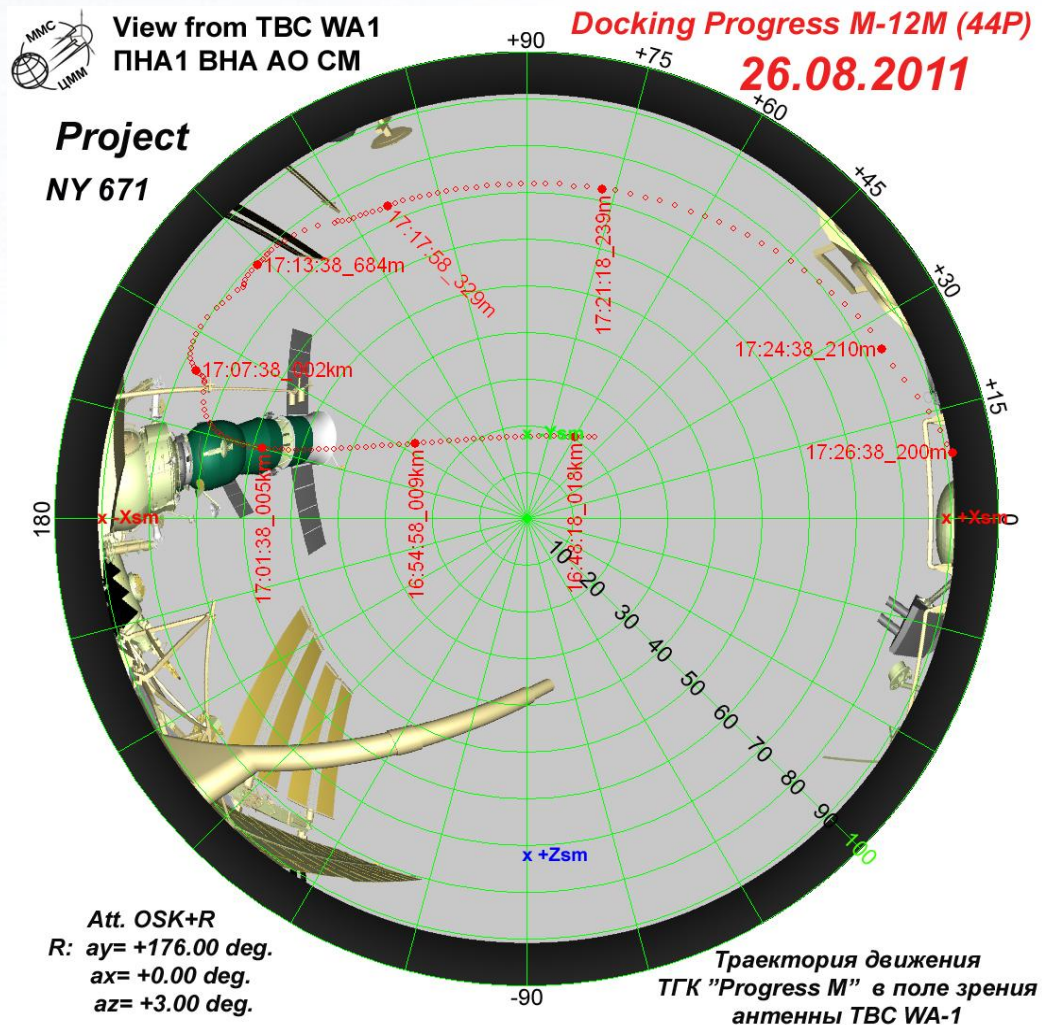 ММС
ЦММ
View from TBC WA1
ПНА1 ВНА АО СМ
Docking Progress M-12M (44P)
26.08.2011
Project
NY 671
+90
+75
+60
+45
+30
+15
0
180
-90
17:13:38_684m
17:17:58_329m
17:21:18_239m
17:24:38_210m
17:07:38_002km
17:26:38_200m
x -Ysm
17:01:38_005km
16:54:58_009km
16:48:18_018km
x -Xsm
x +Xsm
10
20
30
40
50
60
70
80
90
100
x +Zsm
Att. OSK+R
R: ay= +176.00 deg.
ax= +0.00 deg.
az= +3.00 deg.
Траектория движения
ТГК "Progress M" в поле зрения
антенны ТВС WA-1